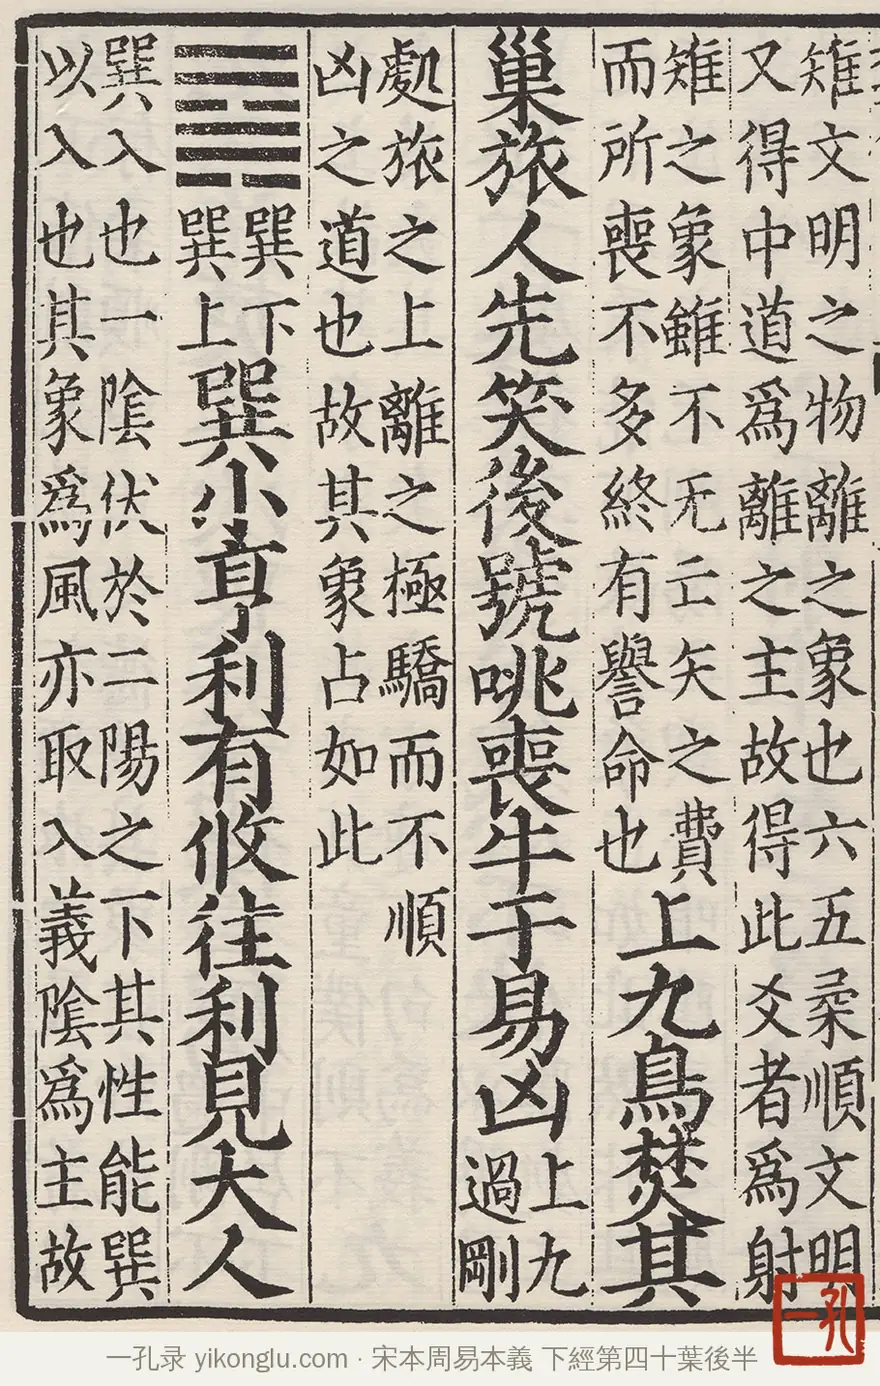 雉文明之物離之象也六五柔順文明
又得中道爲離之主故得此爻者爲射
雉之象雖不无亡矢之費
而所喪不多終有譽命也
上九鳥焚其
巢旅人先笑後號咷喪牛于易凶
上九
過剛
處旅之上離之極驕而不順
凶之道也故其象占如此
䷸
巽下
巽上
巽小亨利有攸往利見大人
巽入也一陰伏於二陽之下其性能巽
以入也其象爲風亦取入義陰爲主故
一孔
一孔录 yikonglu.com · 宋本周易本義 下經第四十葉後半